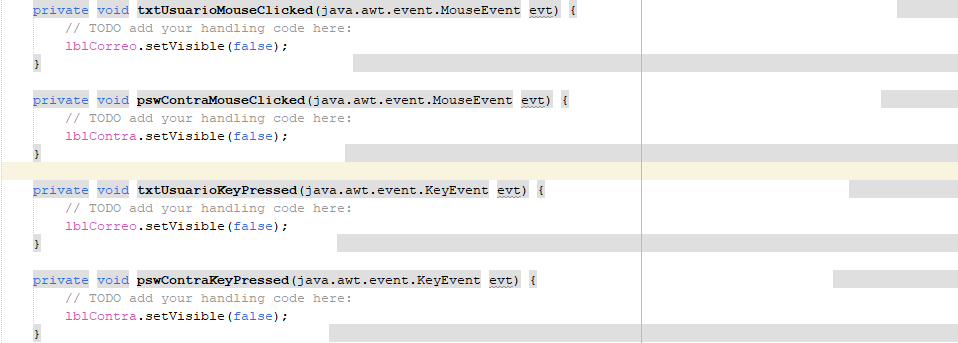 private void txtUsuarioMouseClicked(java.awt.event.MouseEvent evt) {
// TODO add your handling code here:
lblCorreo.setVisible(false);
}
private void pswContraMouseClicked(java.awt.event.MouseEvent evt) {
// TODO add your handling code here:
lblContra.setVisible(false);
}
private void txtUsuarioKeyPressed(java.awt.event.KeyEvent evt) {
// TODO add your handling code here:
lblCorreo.setVisible(false);
}
private void pswContraKeyPressed(java.awt.event.KeyEvent evt) {
// TODO add your handling code here:
lblContra.setVisible(false);
}